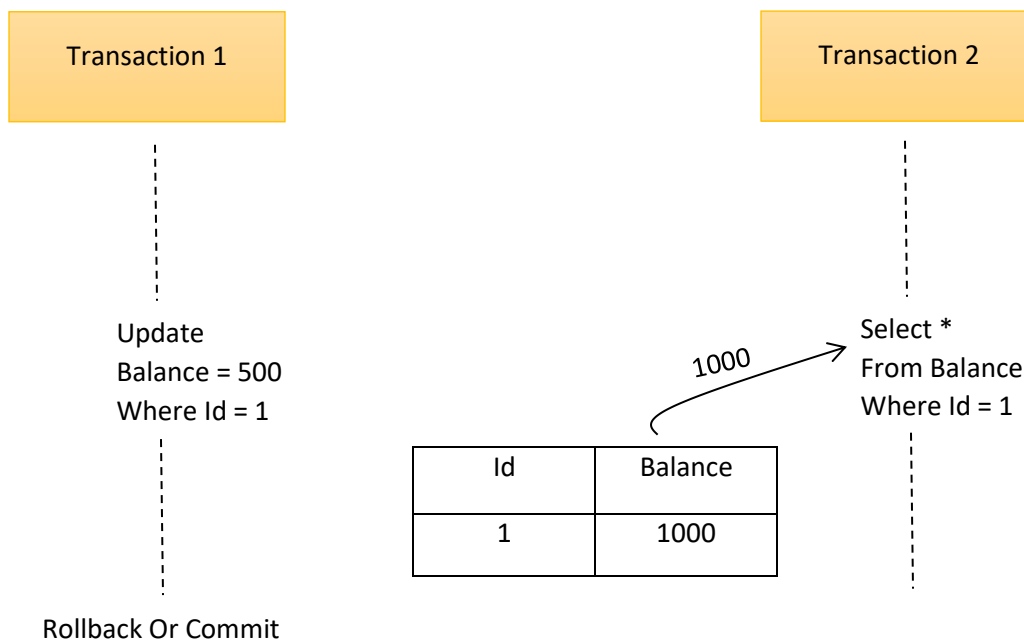 Transaction 1
Transaction 2
Update
Balance = 500
Where Id = 1
1000
Select *
From Balance
Where Id = 1
Id Balance
1 1000
Rollback Or Commit